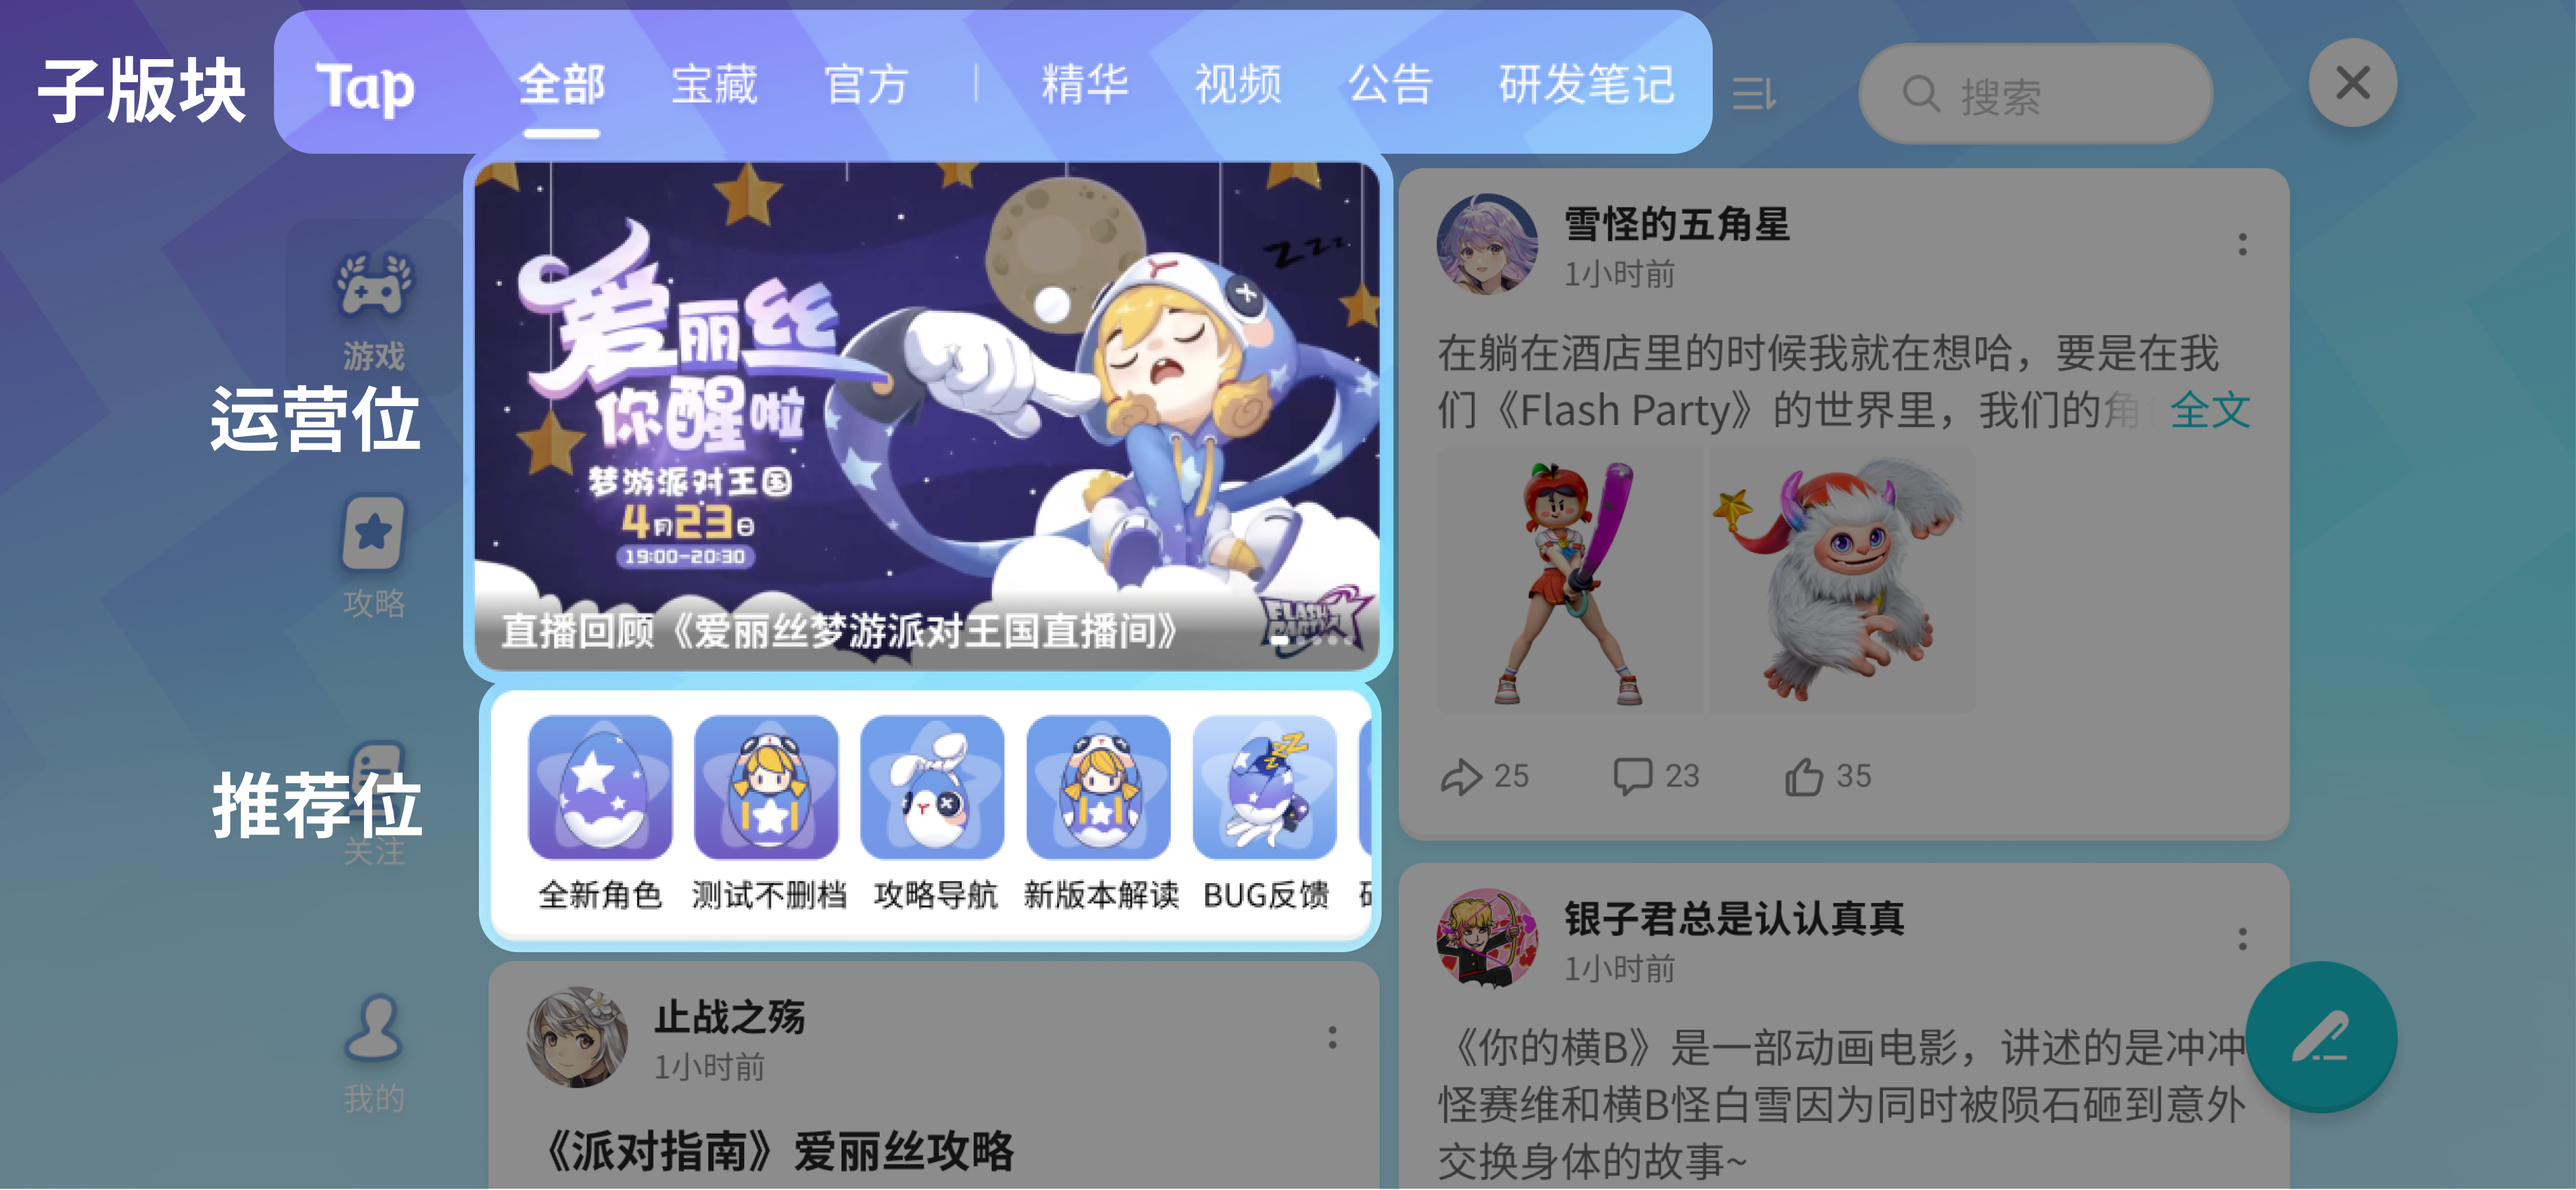 子版块
Tap
全部
宝藏
官方
精华
视频
公告
研发笔记
搜索
游戏
运营位
攻略
推荐位
关注
我的
zzz
爱丽丝
你醒啦
梦游派对王国
4月23日
19:00-20:30
FLASH PARTY
直播回顾《爱丽丝梦游派对王国直播间》
ZZZ
全新角色
测试不删档
攻略导航
新版本解读
BUG反馈
止战之殇
1小时前
《派对指南》爱丽丝攻略
雪怪的五角星
1小时前
在躺在酒店里的时候我就在想哈，要是在我
们《Flash Party》的世界里，我们的角 全文
25
23
35
银子君总是认认真真
1小时前
《你的横B》是一部动画电影，讲述的是冲冲
怪赛维和横B怪白雪因为同时被陨石砸到意外
交换身体的故事~